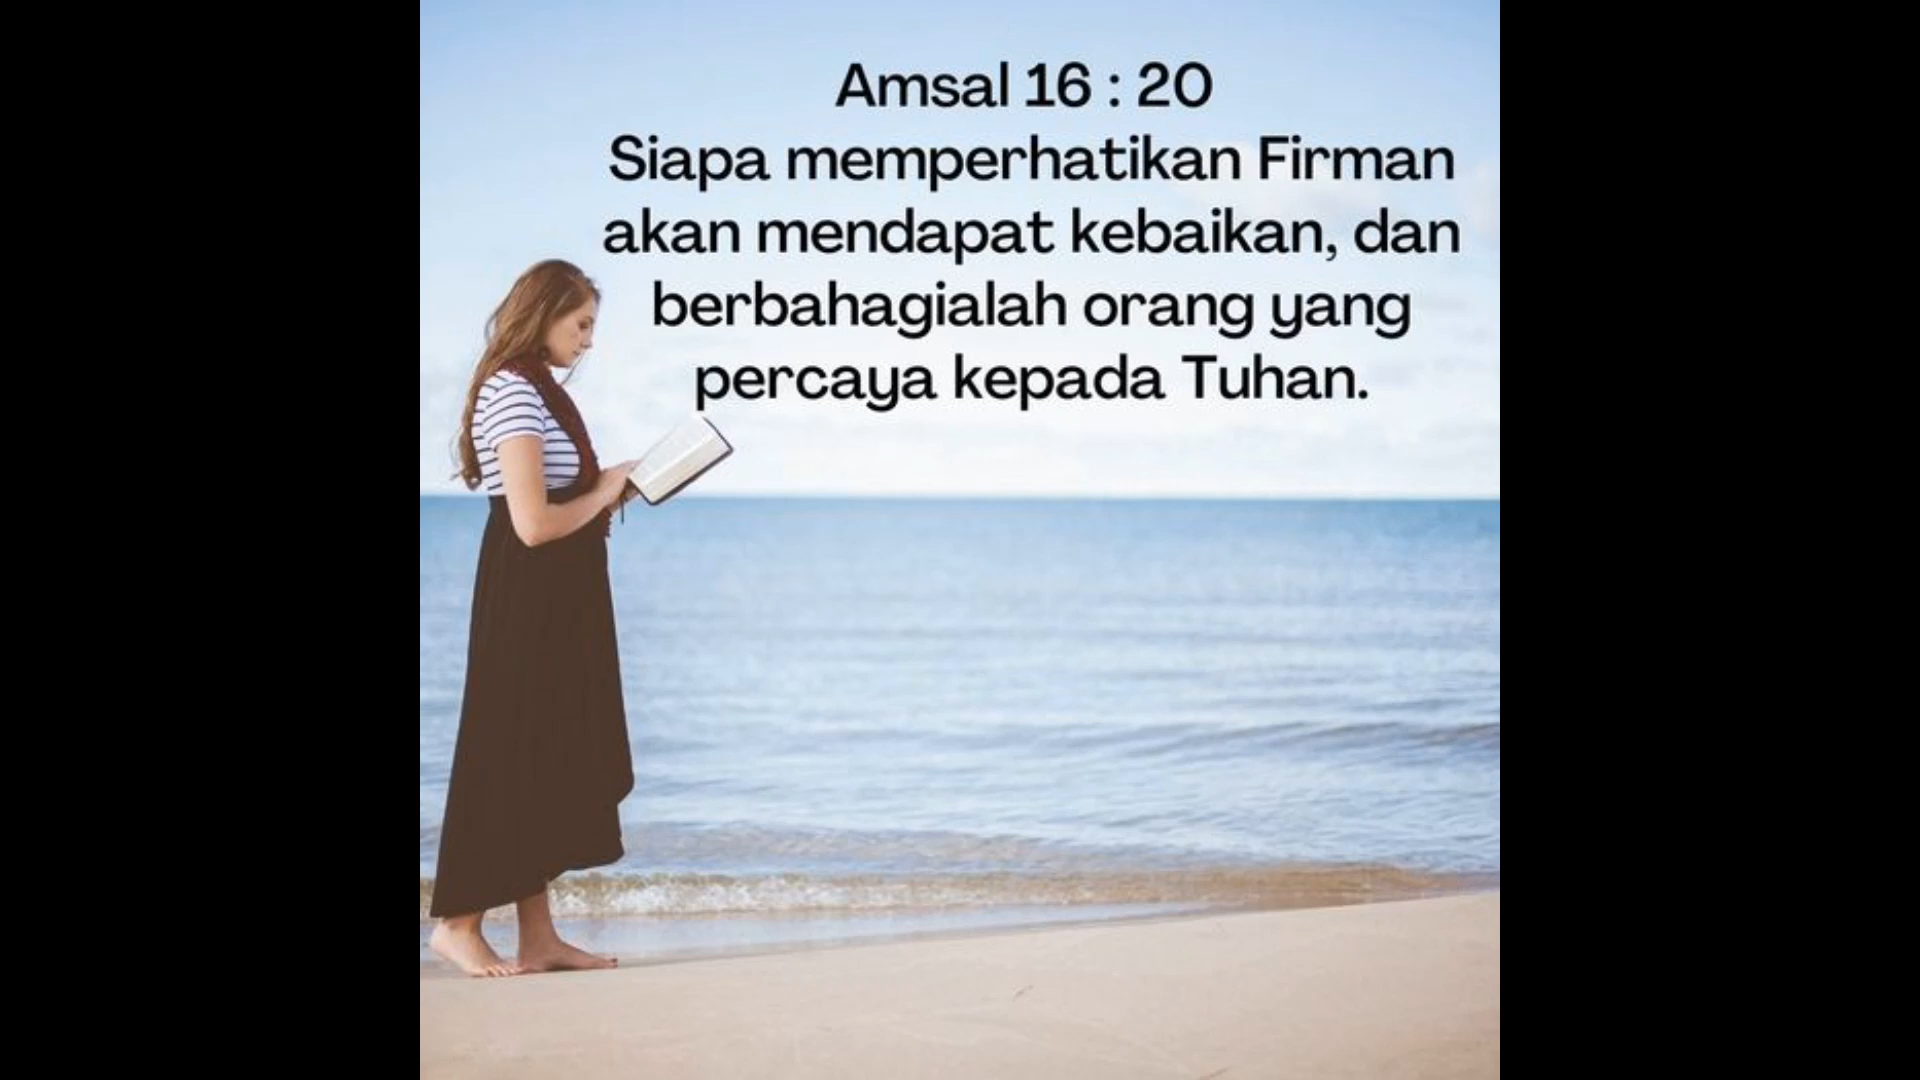 Amsal 16 : 20
Siapa memperhatikan Firman
akan mendapat kebaikan, dan
berbahagialah orang yang
percaya kepada Tuhan.